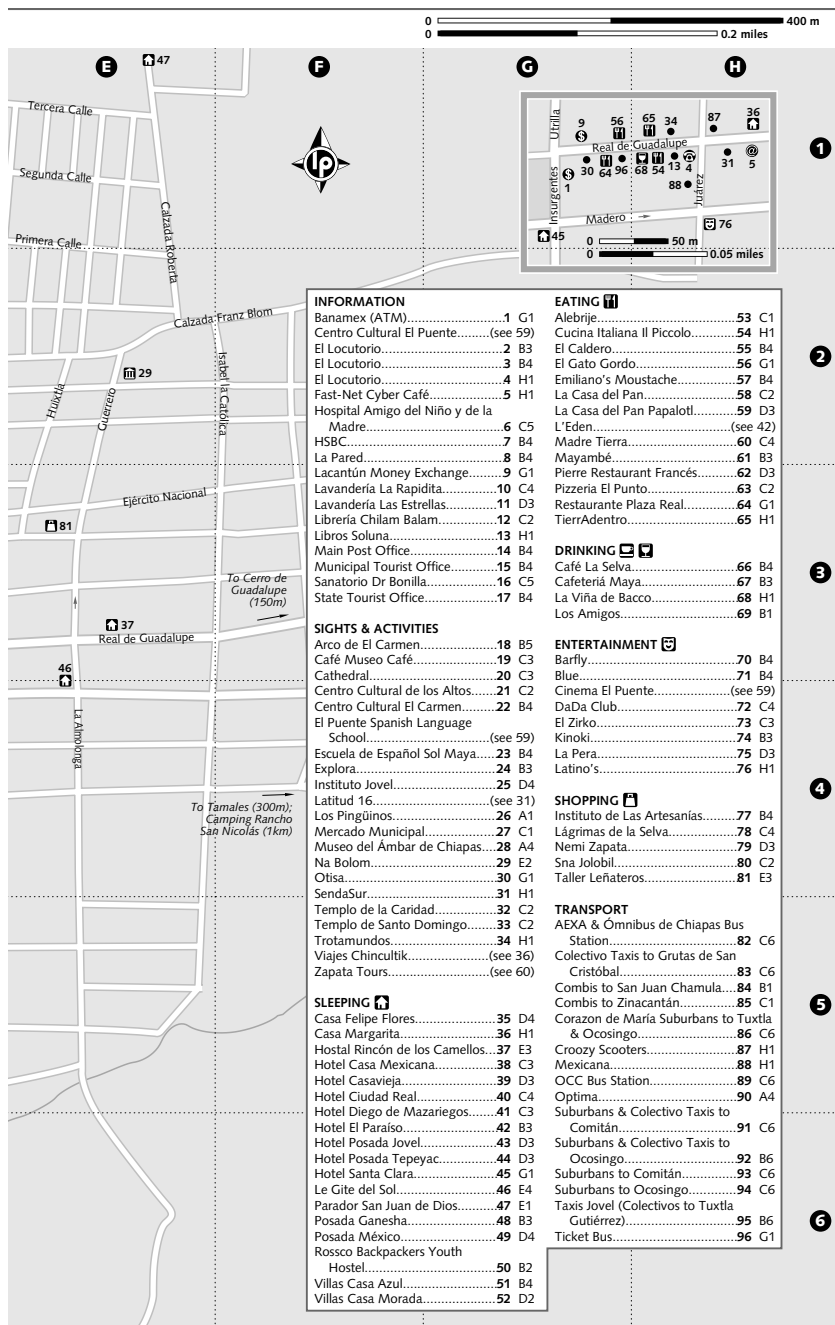 0 400 m
0 0.2 miles
E F G H
47
Tercera Calle
Segunda Calle
Primera Calle
Calzada Roberta
lp
Utrilla
9 56 65 34 87 36
Real de Guadalupe
30 64 96 68 54 13 4 31 5
1
88
Insurgentes
Juárez
Madero
76
45
0 50 m
0 0.05 miles
1
Calzada Franz Blom
Isabel la Católica
29
Huixtla
Guerrero
2
Ejército Nacional
81
To Cerro de
Guadalupe
(150m)
3
37
Real de Guadalupe
46
La Almolonga
To Tamales (300m);
Camping Rancho
San Nicolás (1km)
4
5
6
INFORMATION
Banamex (ATM)....................1 G1
Centro Cultural El Puente.......(see 59)
El Locutorio..........................2 B3
El Locutorio..........................3 B4
El Locutorio..........................4 H1
Fast-Net Cyber Café..............5 H1
Hospital Amigo del Niño y de la
Madre................................6 C5
HSBC...................................7 B4
La Pared...............................8 B4
Lacantún Money Exchange......9 G1
Lavandería La Rapidita...........10 C4
Lavandería Las Estrellas..........11 D3
Librería Chilam Balam............12 C2
Libros Soluna.......................13 H1
Main Post Office...................14 B4
Municipal Tourist Office.........15 B4
Sanatorio Dr Bonilla...............16 C5
State Tourist Office................17 B4
SIGHTS & ACTIVITIES
Arco de El Carmen.................18 B5
Café Museo Café...................19 C3
Cathedral.............................20 C3
Centro Cultural de los Altos.....21 C2
Centro Cultural El Carmen.......22 B4
El Puente Spanish Language
School...............................(see 59)
Escuela de Español Sol Maya...23 B4
Explora................................24 B3
Instituto Jovel.......................25 D4
Latitud 16............................(see 31)
Los Pingüinos.......................26 A1
Mercado Municipal................27 C1
Museo del Ámbar de Chiapas...28 A4
Na Bolom............................29 E2
Otisa...................................30 G1
SendaSur..............................31 H1
Templo de la Caridad.............32 C2
Templo de Santo Domingo......33 C2
Trotamundos........................34 H1
Viajes Chincultik...................(see 36)
Zapata Tours........................(see 60)
SLEEPING
Casa Felipe Flores..................35 D4
Casa Margarita......................36 H1
Hostal Rincón de los Camellos...37 E3
Hotel Casa Mexicana..............38 C3
Hotel Casavieja......................39 D3
Hotel Ciudad Real..................40 C4
Hotel Diego de Mazariegos......41 C3
Hotel El Paraíso.....................42 B3
Hotel Posada Jovel.................43 D3
Hotel Posada Tepeyac.............44 D3
Hotel Santa Clara...................45 G1
Le Gite del Sol......................46 E4
Parador San Juan de Dios........47 E1
Posada Ganesha.....................48 B3
Posada México......................49 D4
Rossco Backpackers Youth
Hostel................................50 B2
Villas Casa Azul.....................51 B4
Villas Casa Morada.................52 D2
EATING
Alebrije................................53 C1
Cucina Italiana Il Piccolo.........54 H1
El Caldero............................55 B4
El Gato Gordo.......................56 G1
Emiliano's Moustache.............57 B4
La Casa del Pan.....................58 C2
La Casa del Pan Papalotl.........59 D3
L'Eden.................................(see 42)
Madre Tierra.........................60 C4
Mayambé..............................61 B3
Pierre Restaurant Francés........62 D3
Pizzeria El Punto...................63 C2
Restaurante Plaza Real............64 G1
TierrAdentro.........................65 H1
DRINKING
Café La Selva........................66 B4
Cafeteriá Maya......................67 B3
La Viña de Bacco...................68 H1
Los Amigos..........................69 B1
ENTERTAINMENT
Barfly..................................70 B4
Blue....................................71 B4
Cinema El Puente..................(see 59)
DaDa Club...........................72 C4
El Zirko...............................73 C3
Kinoki.................................74 B3
La Pera................................75 D3
Latino's...............................76 H1
SHOPPING
Instituto de Las Artesanías.......77 B4
Lágrimas de la Selva...............78 C4
Nemi Zapata.........................79 D3
Sna Jolobil...........................80 C2
Taller Leñateros.....................81 E3
TRANSPORT
AEXA & Ómnibus de Chiapas Bus
Station...............................82 C6
Colectivo Taxis to Grutas de San
Cristóbal............................83 C6
Combis to San Juan Chamula....84 B1
Combis to Zinacantán.............85 C1
Corazon de María Suburbans to Tuxtla
& Ocosingo.........................86 C6
Croozy Scooters.....................87 H1
Mexicana..............................88 H1
OCC Bus Station....................89 C6
Optima................................90 A4
Suburbans & Colectivo Taxis to
Comitán.............................91 C6
Suburbans & Colectivo Taxis to
Ocosingo............................92 B6
Suburbans to Comitán.............93 C6
Suburbans to Ocosingo............94 C6
Taxis Jovel (Colectivos to Tuxtla
Gutiérrez)...........................95 B6
Ticket Bus............................96 G1